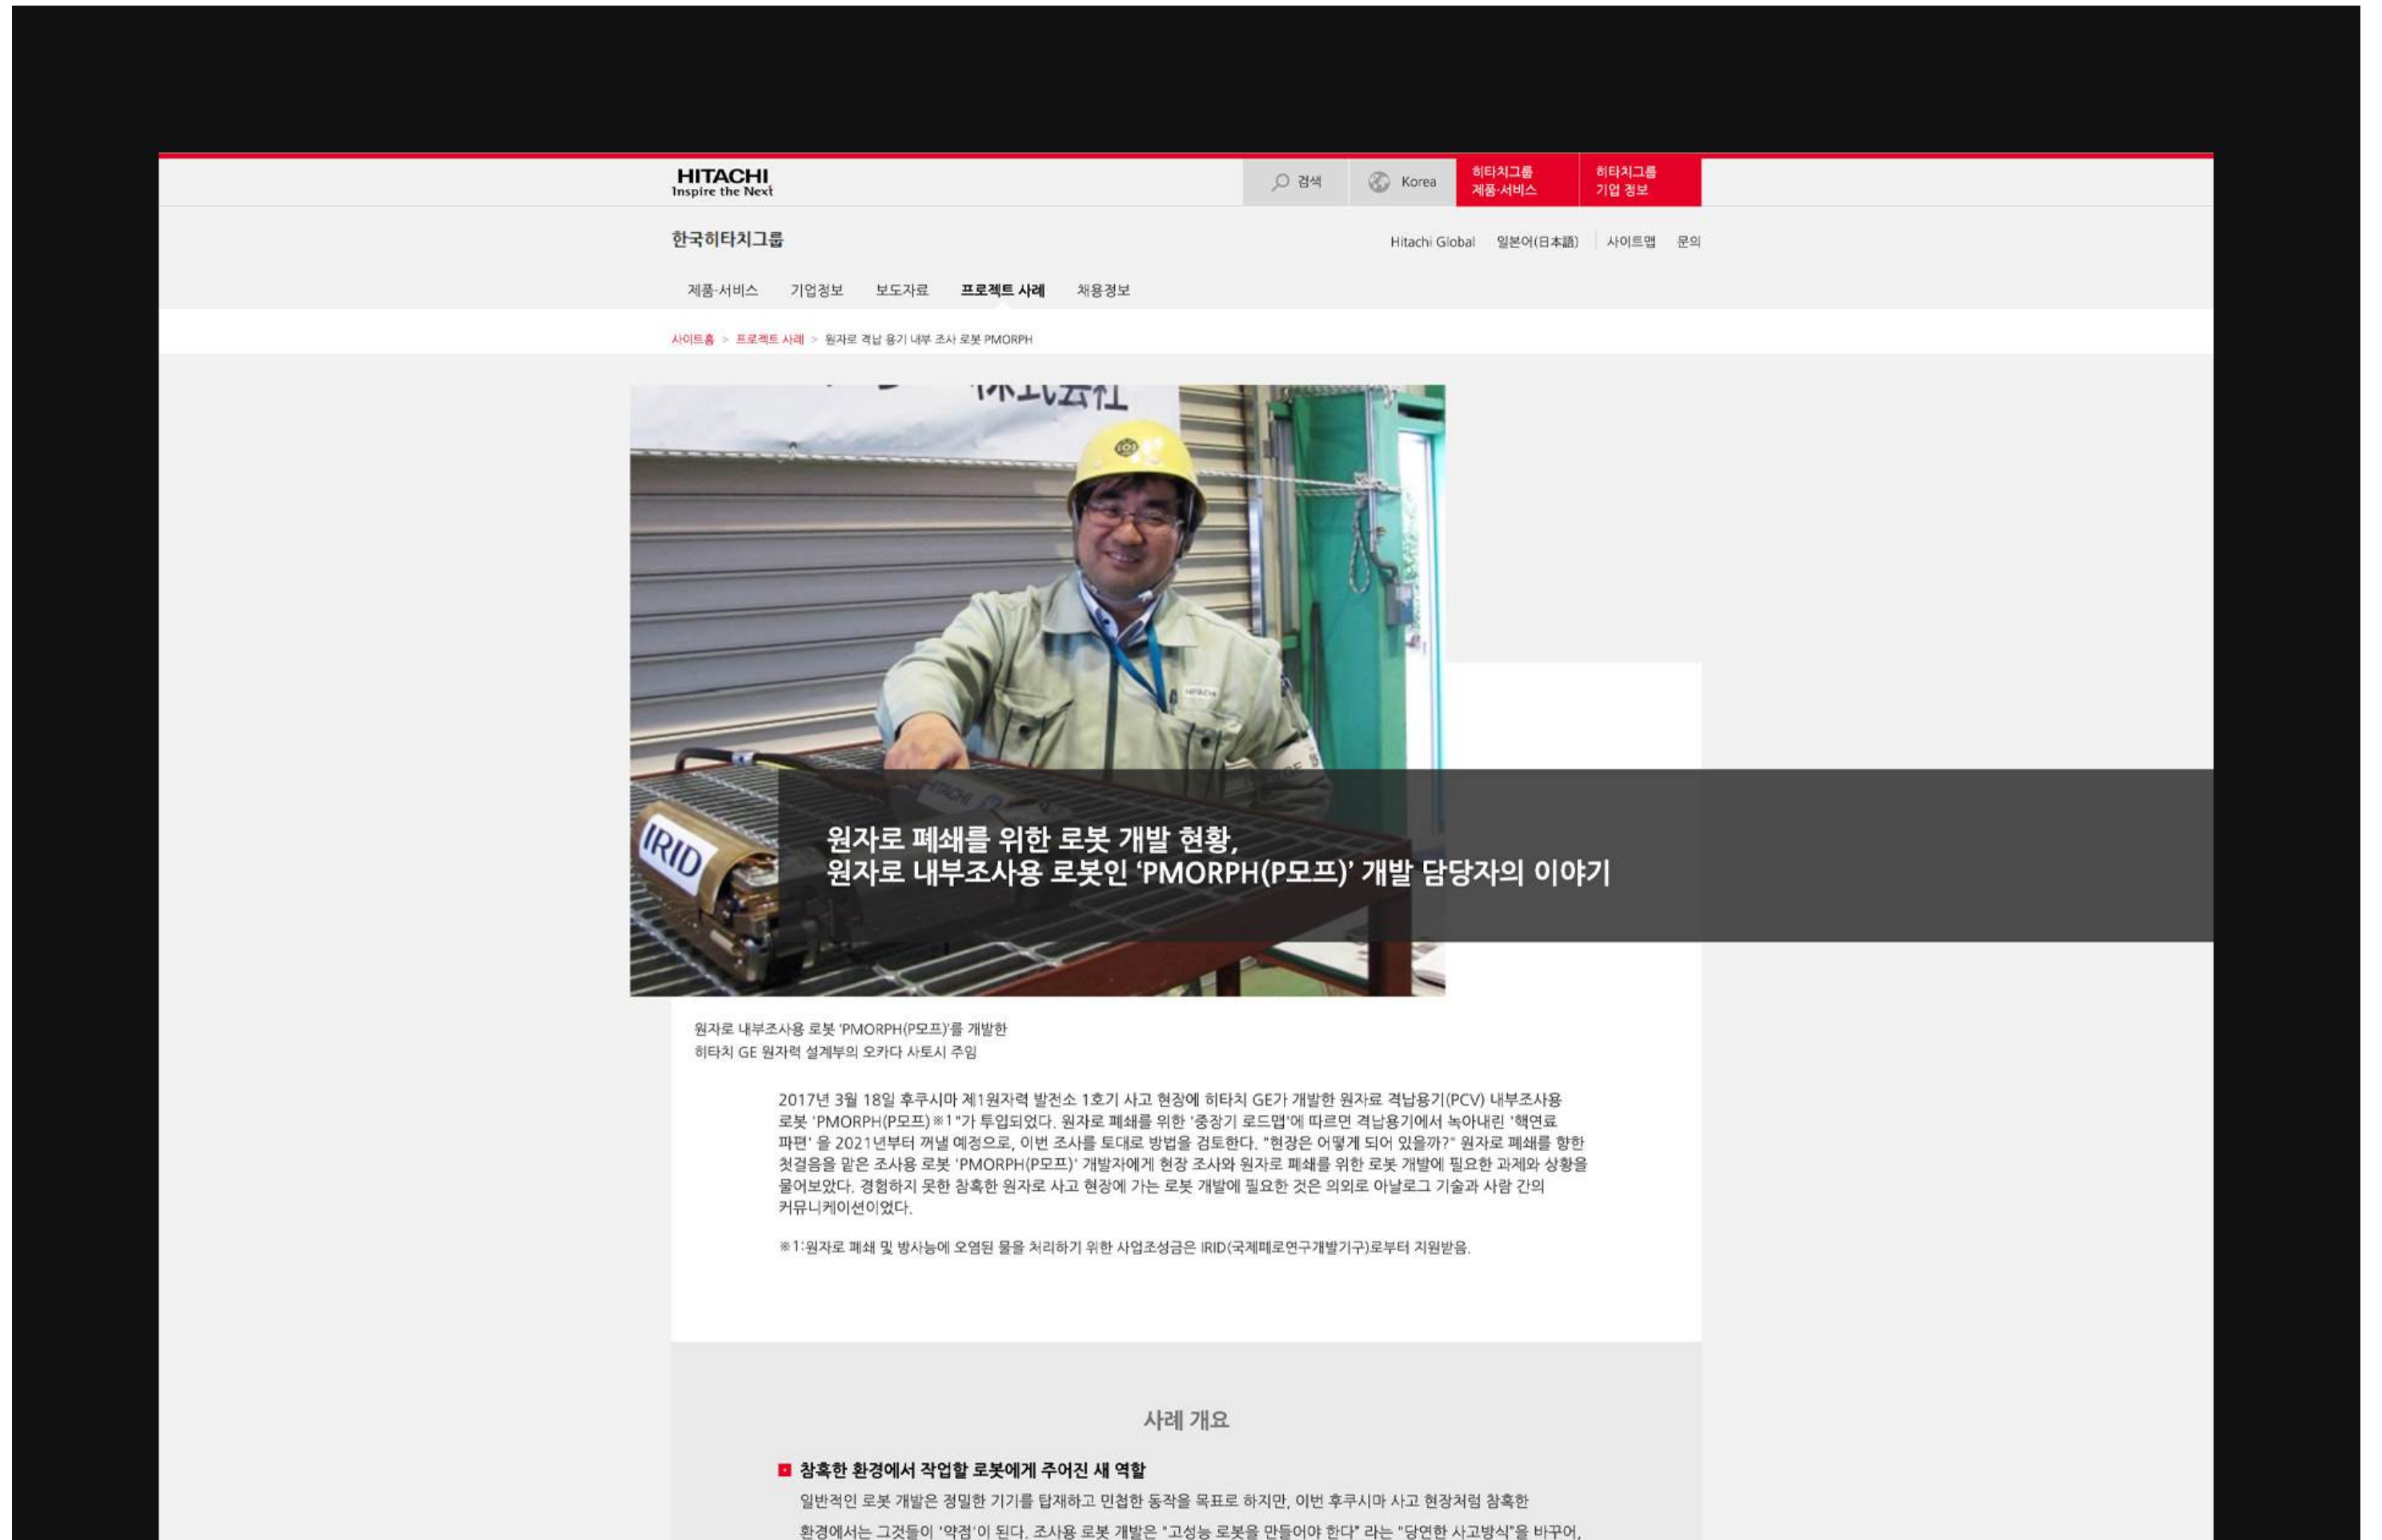 HITACHI
Inspire the Next
검색
Korea
히타치그룹
제품·서비스
히타치그룹
기업 정보
한국히타치그룹
Hitachi Global 일본어(日本語) 사이트맵 문의
제품·서비스 기업정보 보도자료 프로젝트 사례 채용정보
사이트홈 > 프로젝트 사례 > 원자로 격납 용기 내부 조사 로봇 PMORPH
株式会社
HITACHI
HITACHI
IRID
원자로 폐쇄를 위한 로봇 개발 현황,
원자로 내부조사용 로봇인 ‘PMORPH(P모프)’ 개발 담당자의 이야기
원자로 내부조사용 로봇 'PMORPH(P모프)'를 개발한
히타치 GE 원자력 설계부의 오카다 사토시 주임
2017년 3월 18일 후쿠시마 제1원자력 발전소 1호기 사고 현장에 히타치 GE가 개발한 원자료 격납용기(PCV) 내부조사용
로봇 'PMORPH(P모프)※1"가 투입되었다. 원자로 폐쇄를 위한 '중장기 로드맵'에 따르면 격납용기에서 녹아내린 '핵연료
파편' 을 2021년부터 꺼낼 예정으로, 이번 조사를 토대로 방법을 검토한다. "현장은 어떻게 되어 있을까?" 원자로 폐쇄를 향한
첫걸음을 맡은 조사용 로봇 'PMORPH(P모프)' 개발자에게 현장 조사와 원자로 폐쇄를 위한 로봇 개발에 필요한 과제와 상황을
물어보았다. 경험하지 못한 참혹한 원자로 사고 현장에 가는 로봇 개발에 필요한 것은 의외로 아날로그 기술과 사람 간의
커뮤니케이션이었다.
※1:원자로 폐쇄 및 방사능에 오염된 물을 처리하기 위한 사업조성금은 IRID(국제폐로연구개발기구)로부터 지원받음.
사례 개요
참혹한 환경에서 작업할 로봇에게 주어진 새 역할
일반적인 로봇 개발은 정밀한 기기를 탑재하고 민첩한 동작을 목표로 하지만, 이번 후쿠시마 사고 현장처럼 참혹한
환경에서는 그것들이 '약점'이 된다. 조사용 로봇 개발은 "고성능 로봇을 만들어야 한다" 라는 "당연한 사고방식"을 바꾸어,